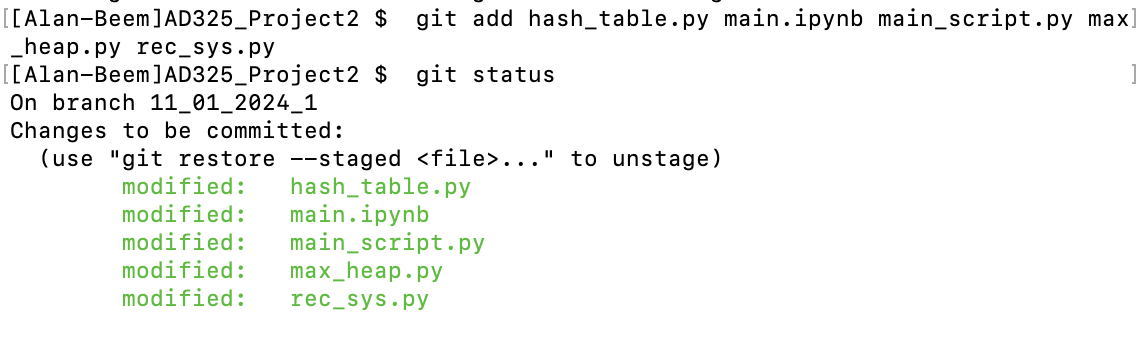 [[Alan-Beem]AD325_Project2 $  git add hash_table.py main.ipynb main_script.py max]
_heap.py rec_sys.py
[[Alan-Beem]AD325_Project2 $  git status ]
On branch 11_01_2024_1
Changes to be committed:
(use "git restore --staged <file>..." to unstage)
modified:   hash_table.py
modified:   main.ipynb
modified:   main_script.py
modified:   max_heap.py
modified:   rec_sys.py